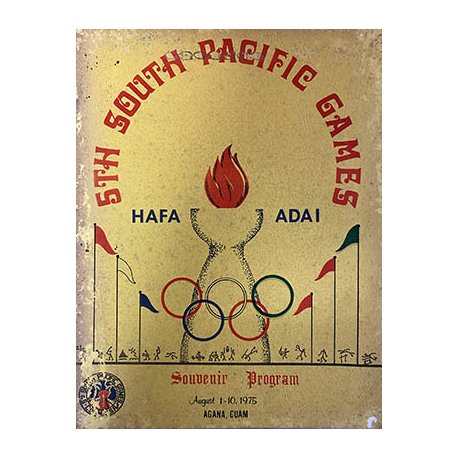 5TH SOUTH PACIFIC GAMES
HAFA ADAI
Souvenir Program
August 1-10, 1975
AGANA, GUAM